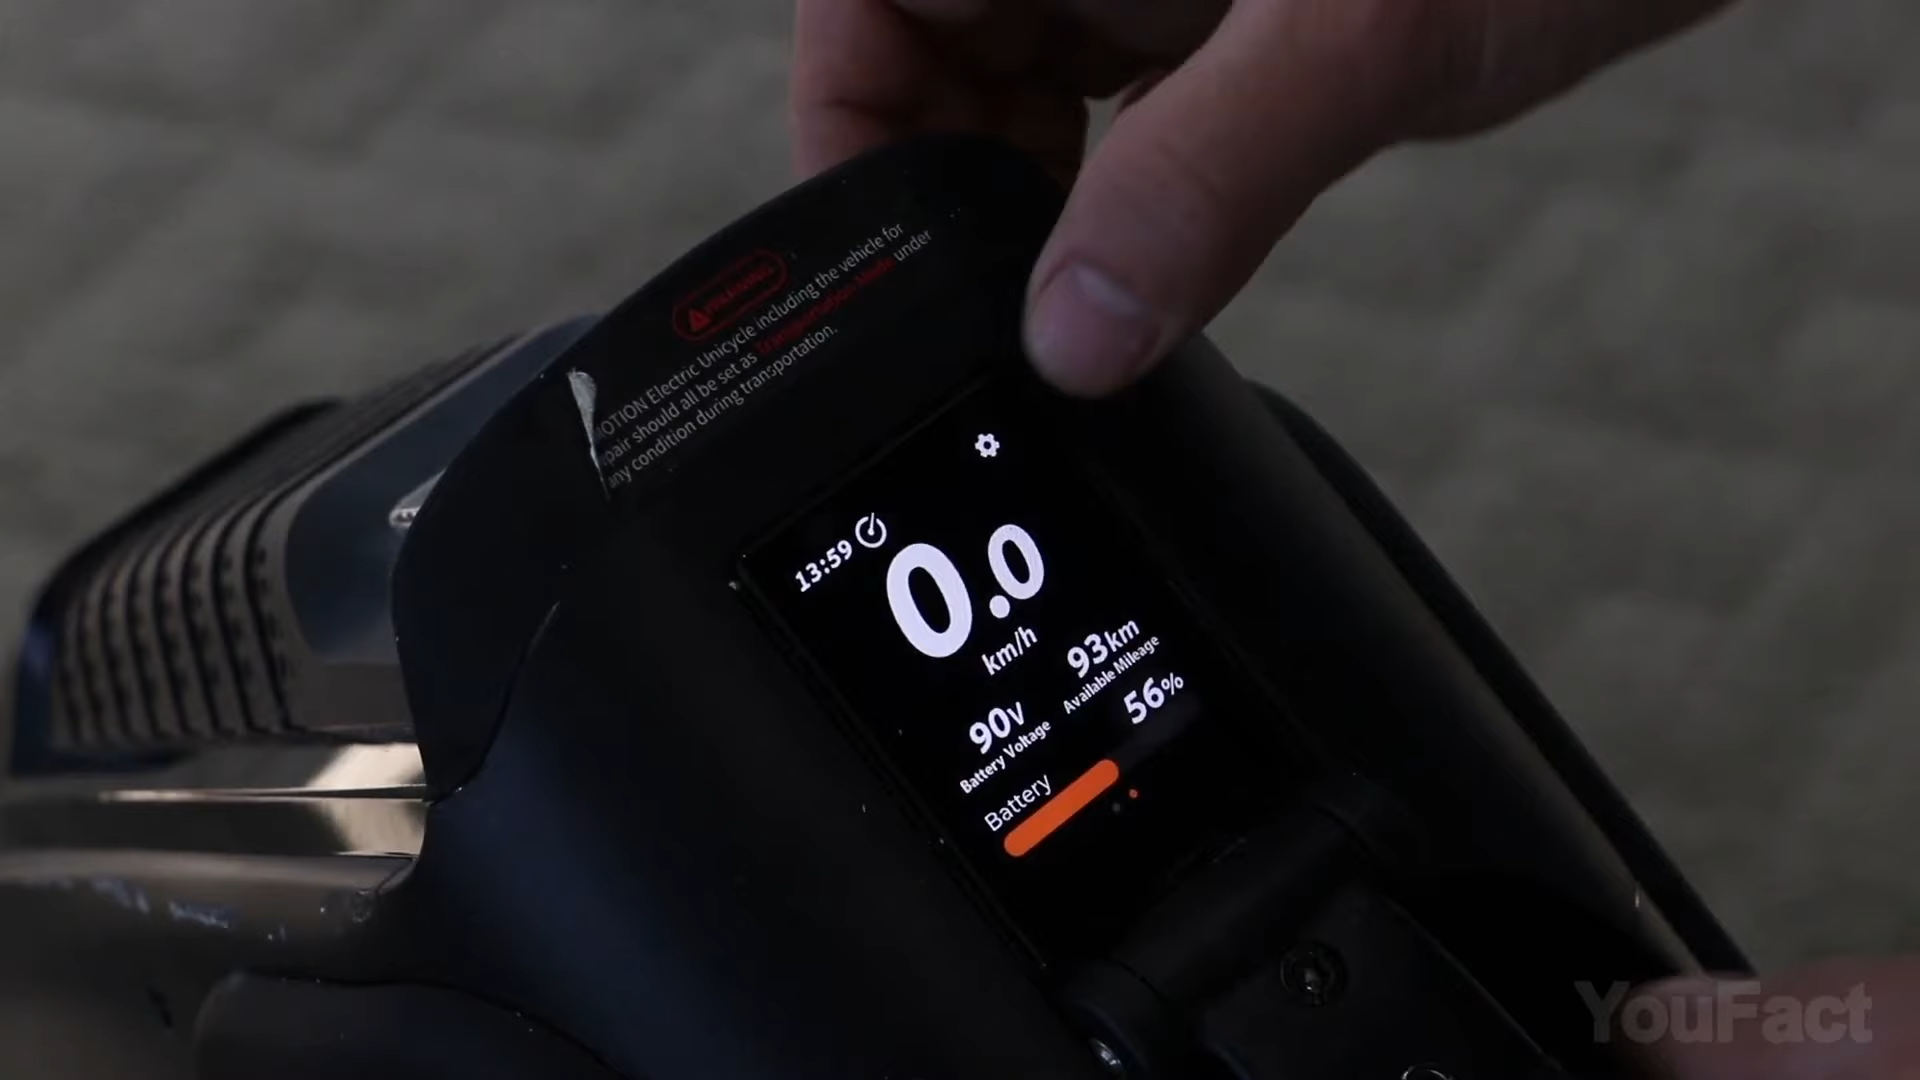 WARNING
MOTION Electric Unicycle including the vehicle for
pair should all be set as Transportation Mode under
any condition during transportation.
13:59
0.0
km/h
90V
Battery Voltage
93km
Available Mileage
Battery
56%
YouFact